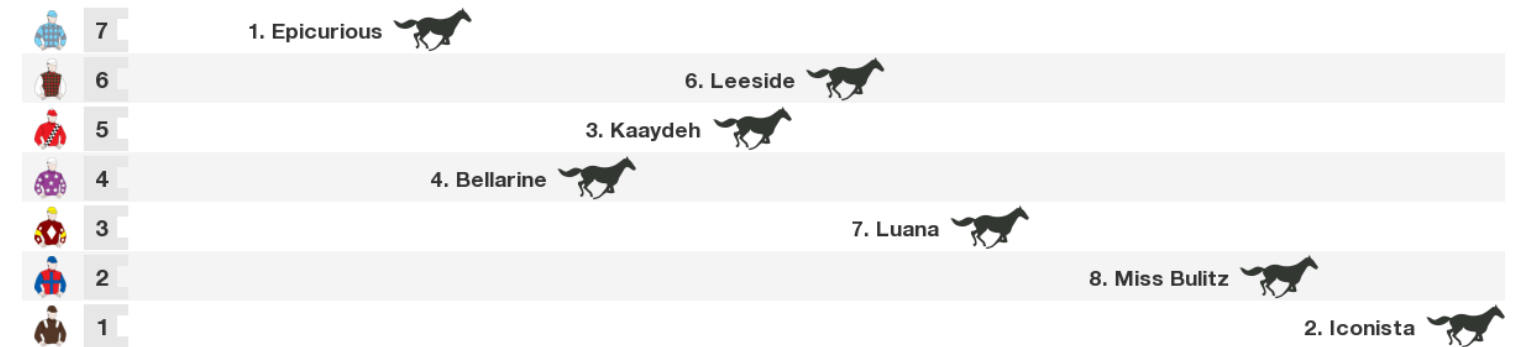 7 1. Epicurious
6 6. Leeside
5 3. Kaaydeh
4 4. Bellarine
3 7. Luana
2 8. Miss Bulitz
1 2. Iconista